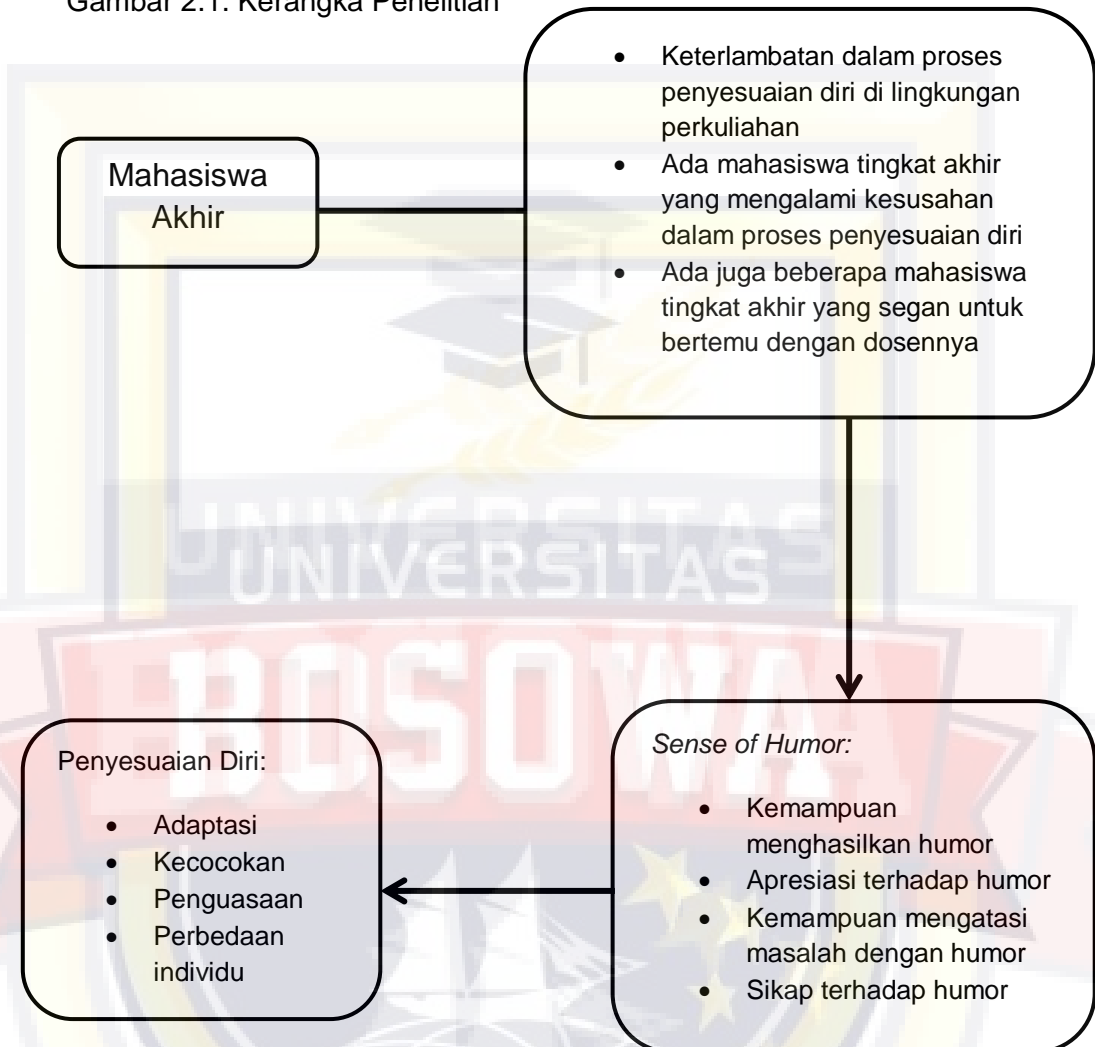 Gambar 2.1. Kerangka Penelitian
Mahasiswa
Akhir
• Keterlambatan dalam proses
penyesuaian diri di lingkungan
perkuliahan
• Ada mahasiswa tingkat akhir
yang mengalami kesusahan
dalam proses penyesuaian diri
• Ada juga beberapa mahasiswa
tingkat akhir yang segan untuk
bertemu dengan dosennya
UNIVERSITAS
UNIVERSITAS
BOSOWA
Penyesuaian Diri:
• Adaptasi
• Kecocokan
• Penguasaan
• Perbedaan
individu
Sense of Humor:
• Kemampuan
menghasilkan humor
• Apresiasi terhadap humor
• Kemampuan mengatasi
masalah dengan humor
• Sikap terhadap humor